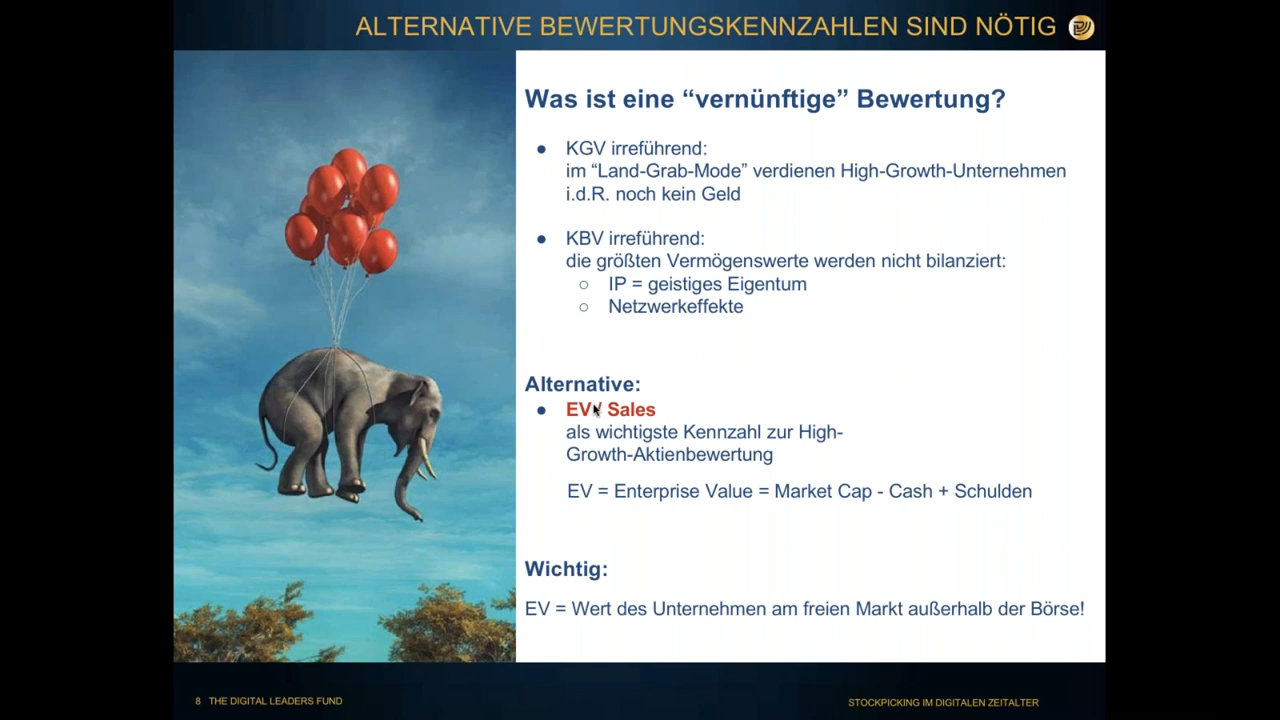 ALTERNATIVE BEWERTUNGSKENNZAHLEN SIND NÖTIG
Was ist eine “vernünftige” Bewertung?
● KGV irreführend:
im “Land-Grab-Mode” verdienen High-Growth-Unternehmen
i.d.R. noch kein Geld
● KBV irreführend:
die größten Vermögenswerte werden nicht bilanziert:
○ IP = geistiges Eigentum
○ Netzwerkeffekte
Alternative:
● EV/ Sales
als wichtigste Kennzahl zur High-
Growth-Aktienbewertung
EV = Enterprise Value = Market Cap - Cash + Schulden
Wichtig:
EV = Wert des Unternehmen am freien Markt außerhalb der Börse!
8 THE DIGITAL LEADERS FUND
STOCKPICKING IM DIGITALEN ZEITALTER